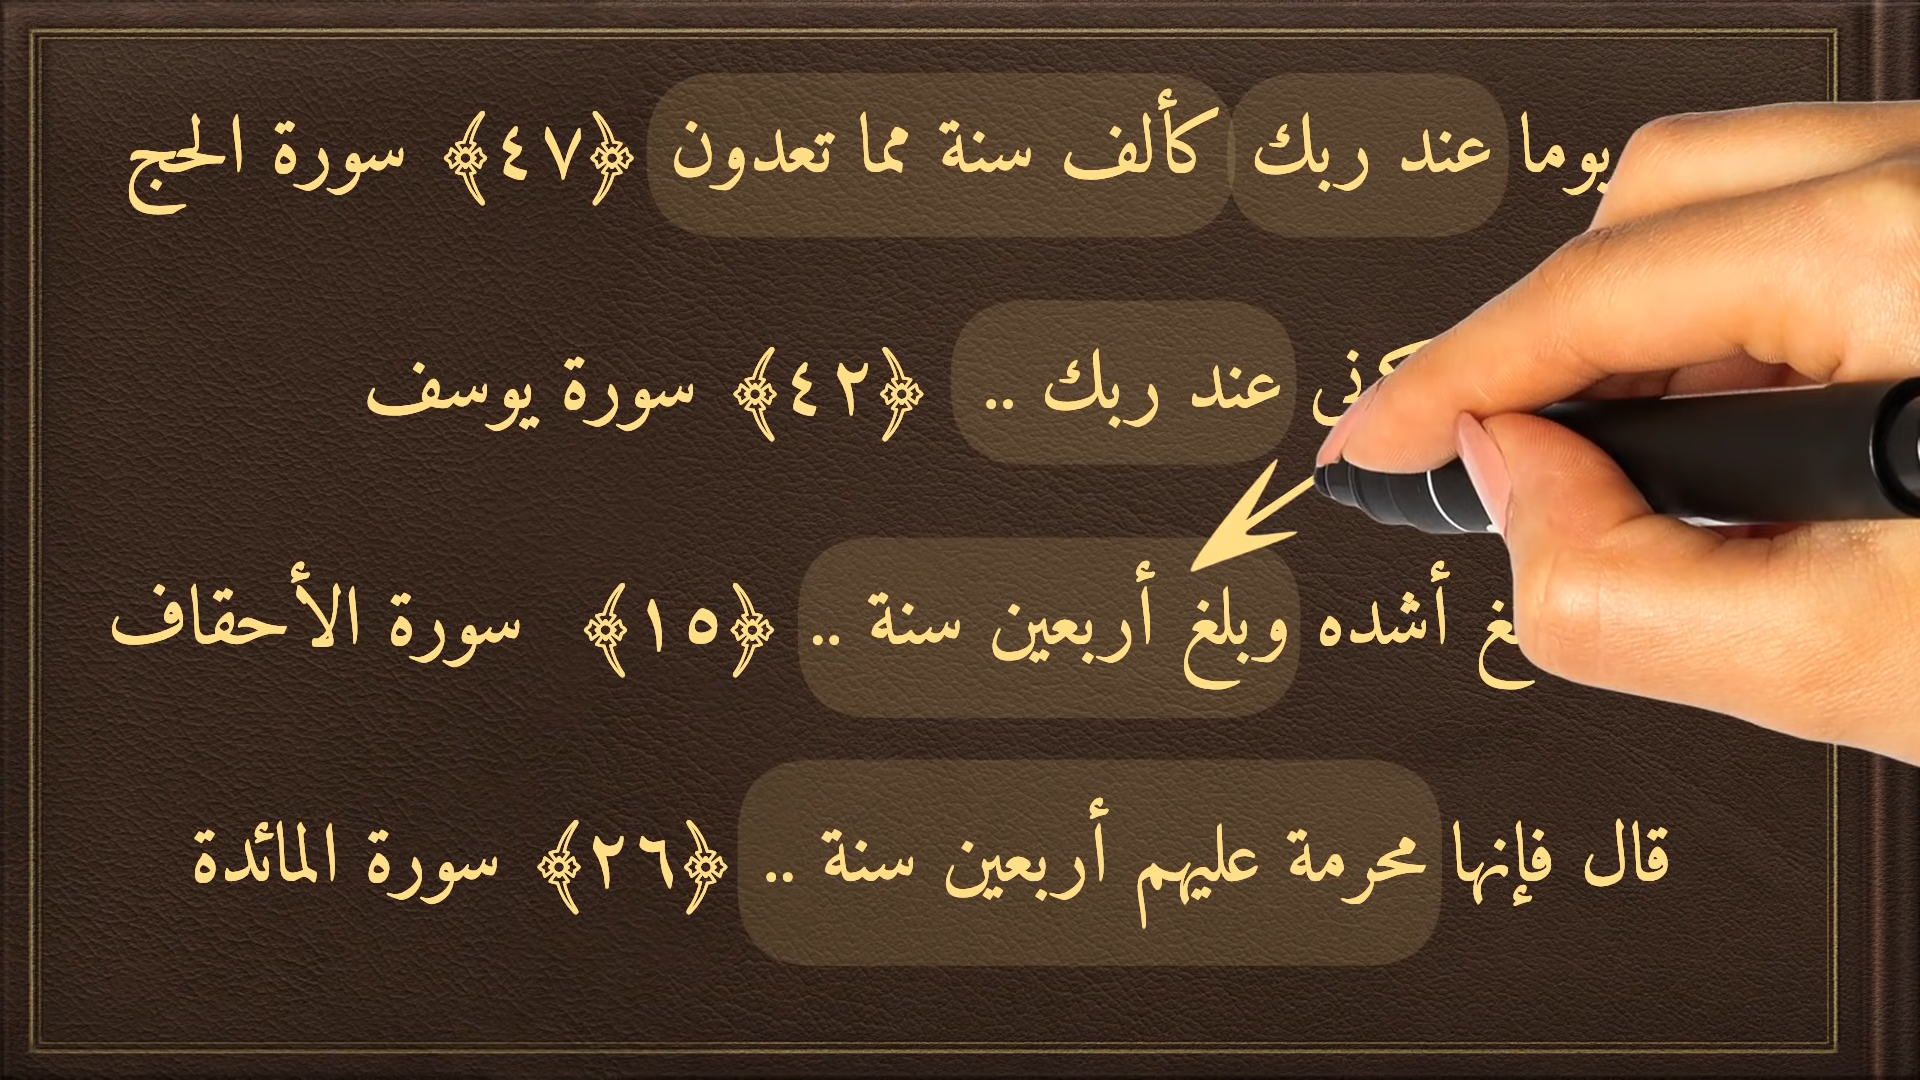 يوما عند ربك كألف سنة مما تعدون ﴿٤٧﴾ سورة الحج
عند ربك .. ﴿٤٢﴾ سورة يوسف
أشده وبلغ أربعين سنة .. ﴿١٥﴾ سورة الأحقاف
قال فإنها محرمة عليهم أربعين سنة .. ﴿٢٦﴾ سورة المائدة